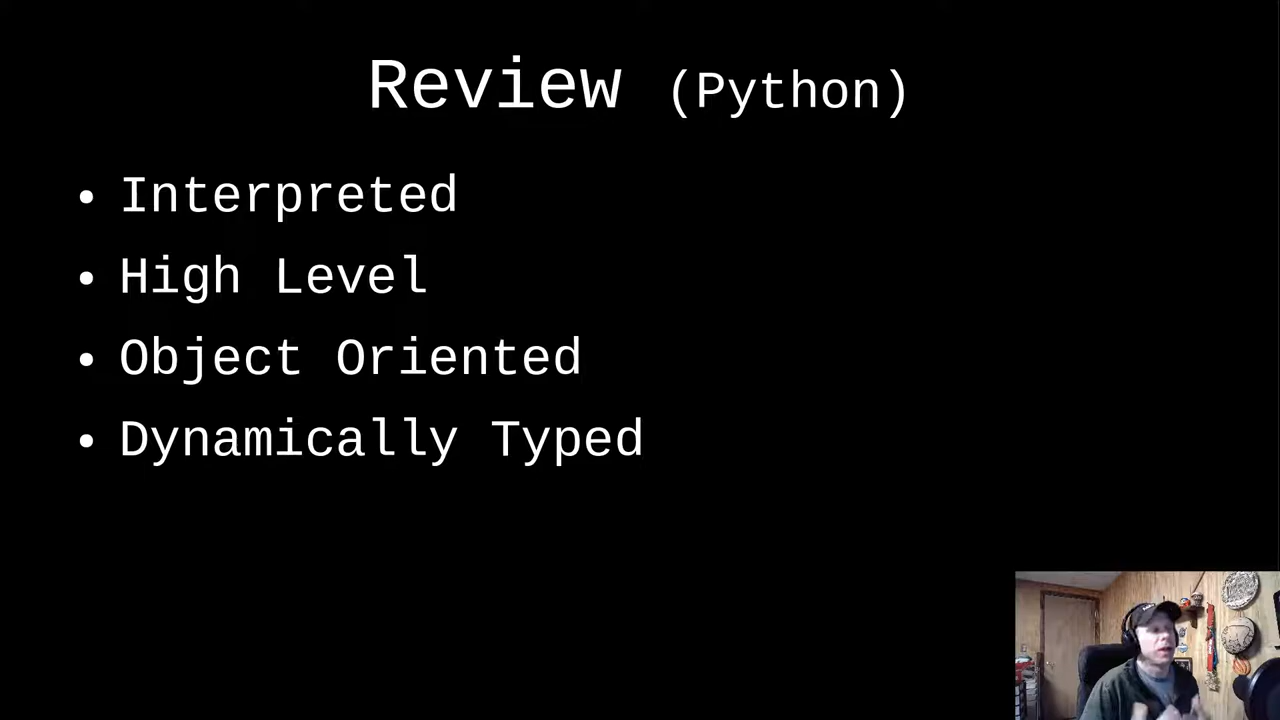 Review (Python)
• Interpreted
• High Level
• Object Oriented
• Dynamically Typed